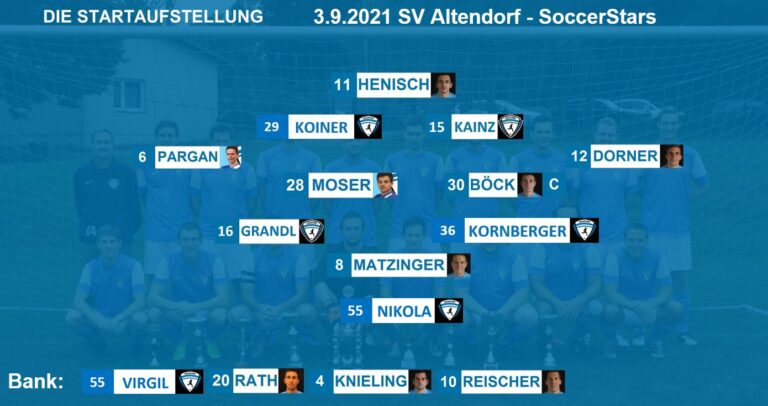 DIE STARTAUFSTELLUNG 3.9.2021 SV Altendorf - SoccerStars
11 HENISCH
29 KOINER 15 KAINZ
6 PARGAN 12 DORNER
28 MOSER 30 BÖCK C
16 GRANDL 36 KORNBERGER
8 MATZINGER
55 NIKOLA
Bank: 55 VIRGIL 20 RATH 4 KNIELING 10 REISCHER